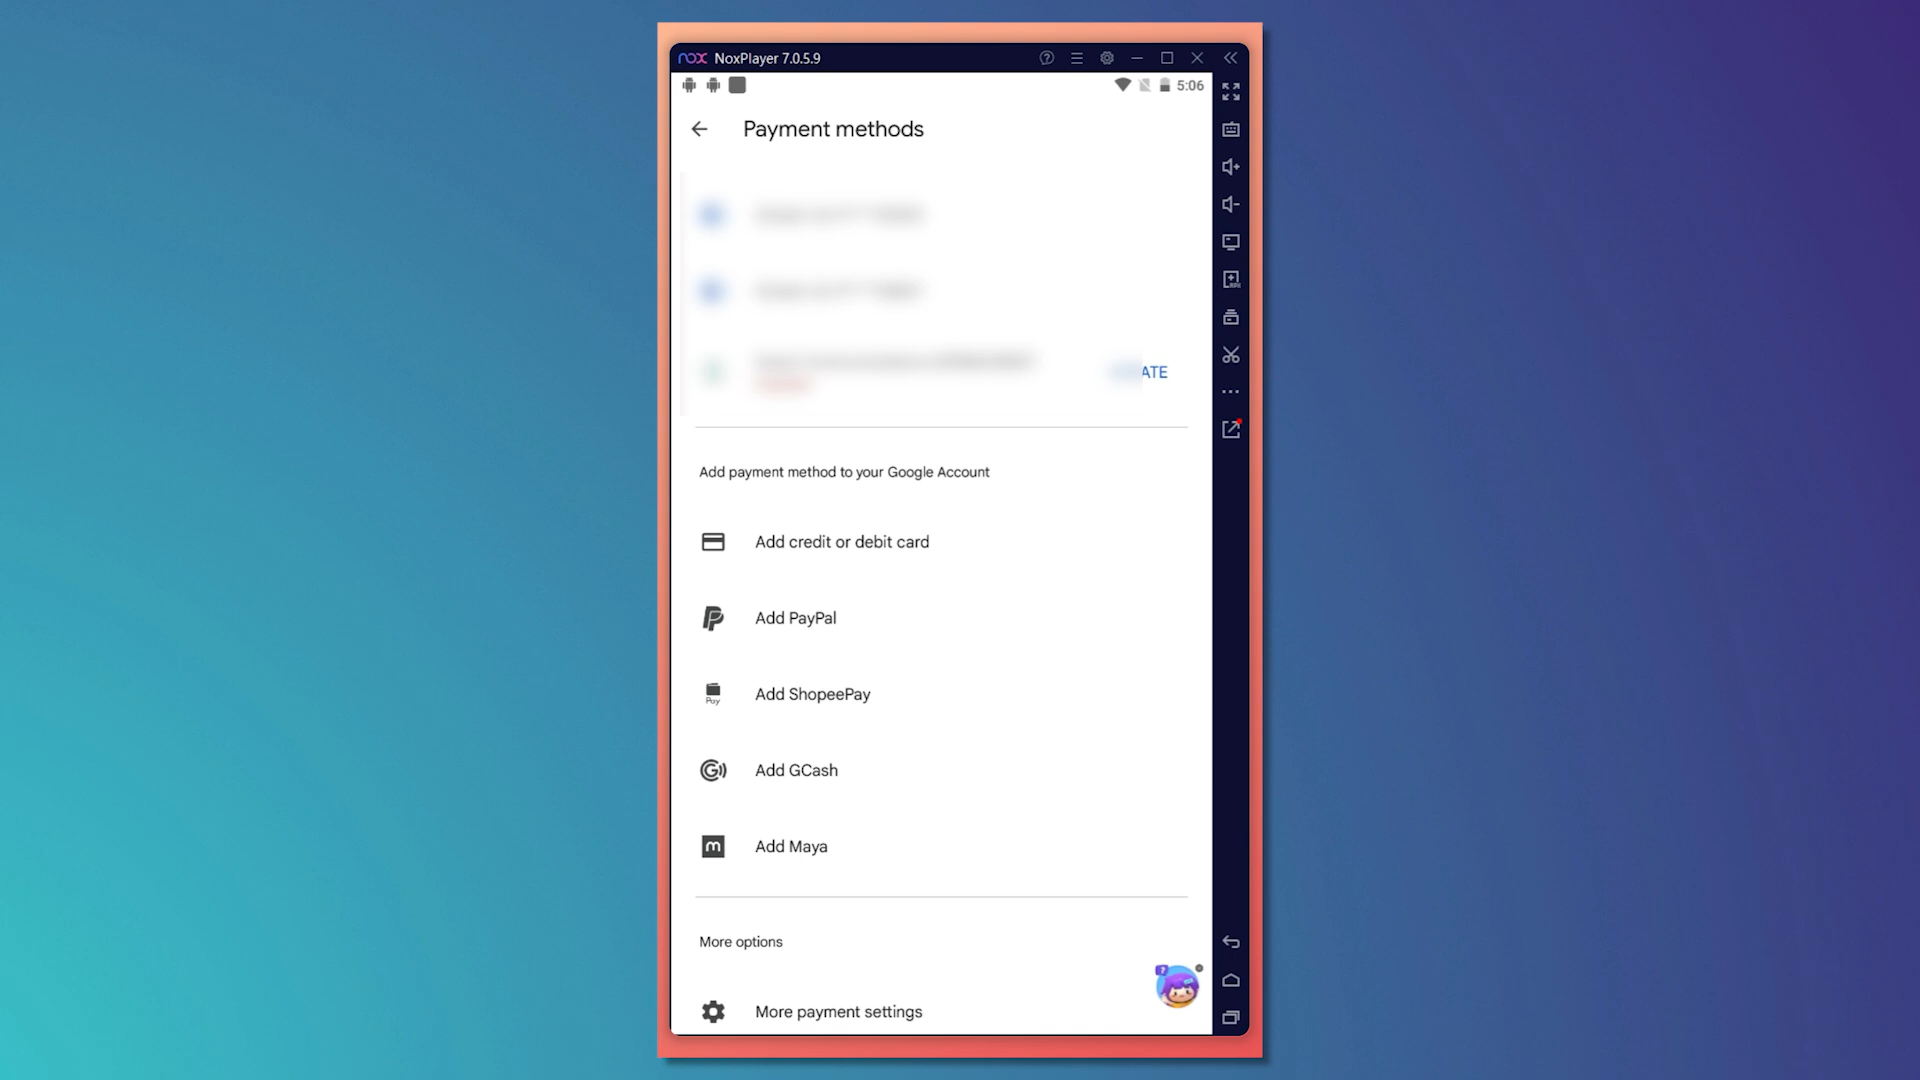 nox NoxPlayer 7.0.5.9
5:06
Payment methods
Add payment method to your Google Account
Add credit or debit card
Add PayPal
Pay
Add ShopeePay
Add GCash
m
Add Maya
More options
More payment settings